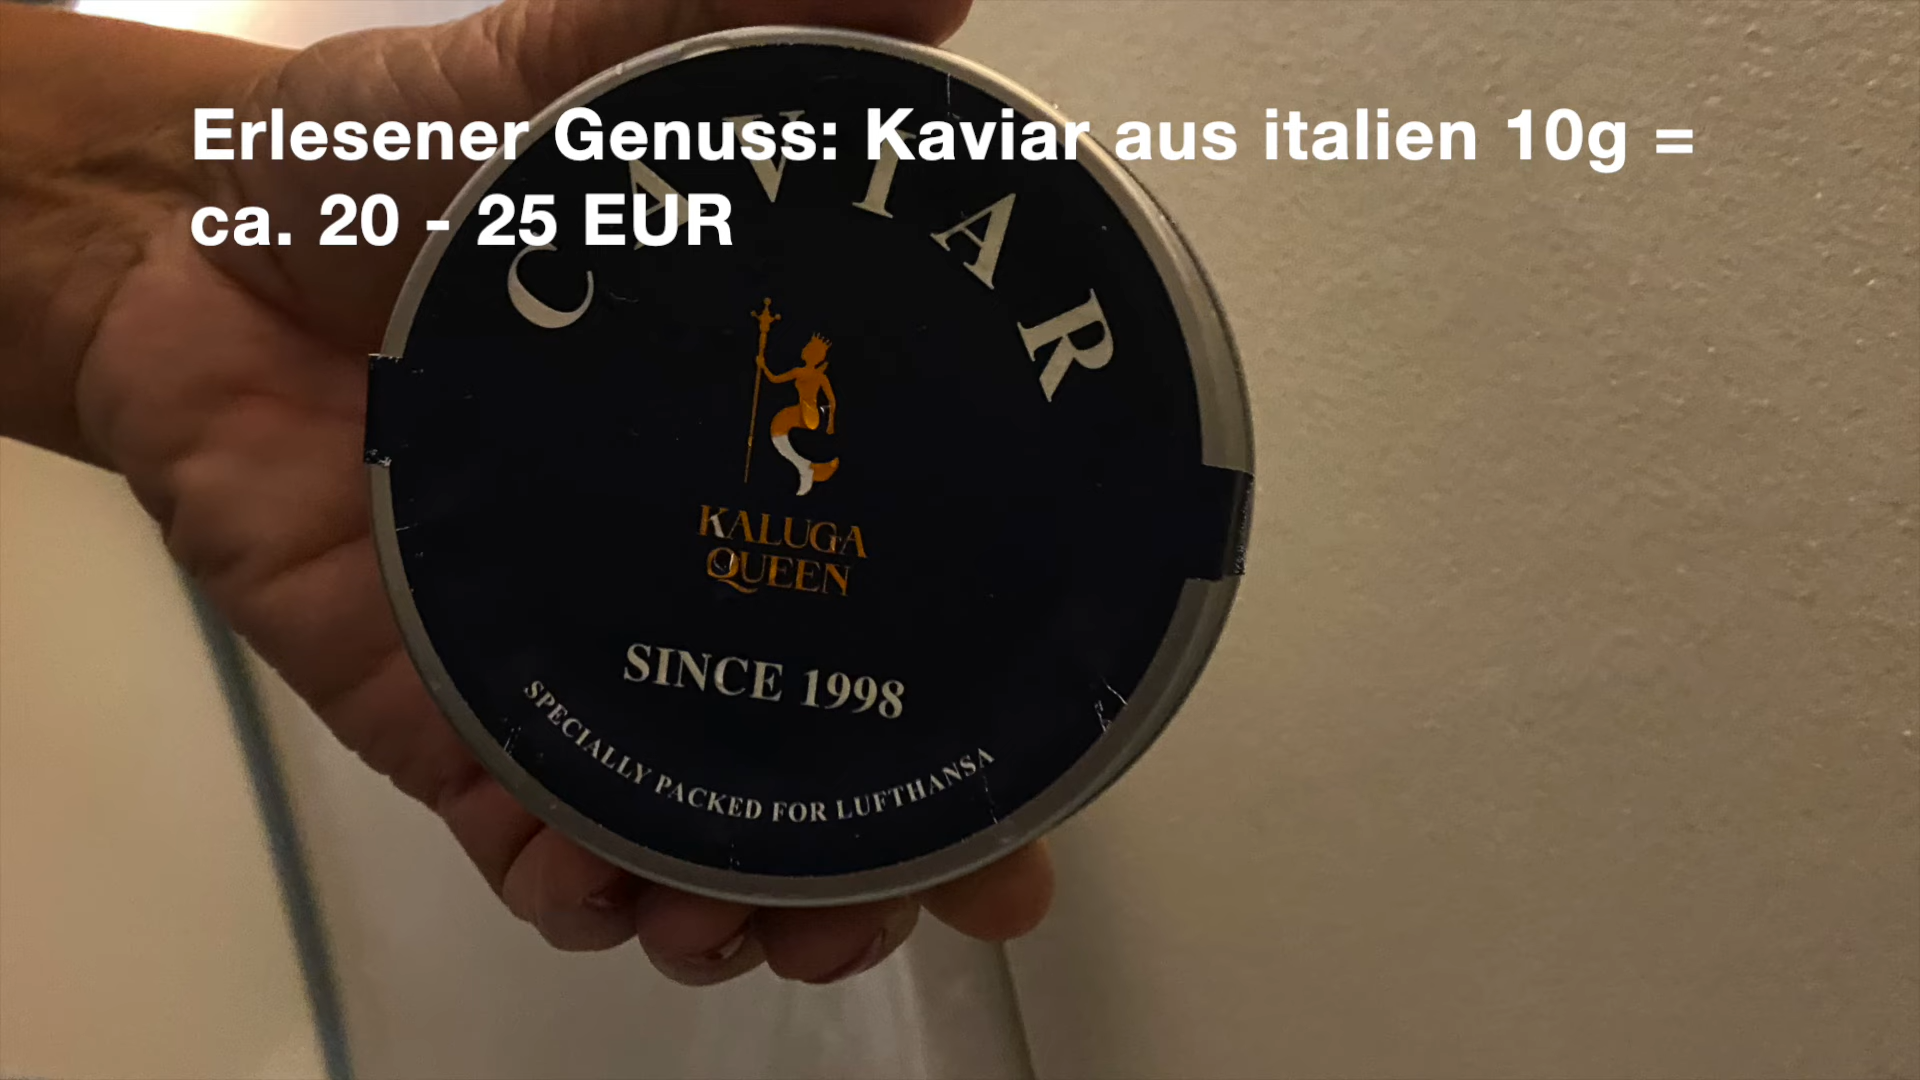 Erlesener Genuss: Kaviar aus italien 10g =
ca. 20 - 25 EUR
CAVIAR
KALUGA
QUEEN
SINCE 1998
SPECIALLY PACKED FOR LUFTHANSA